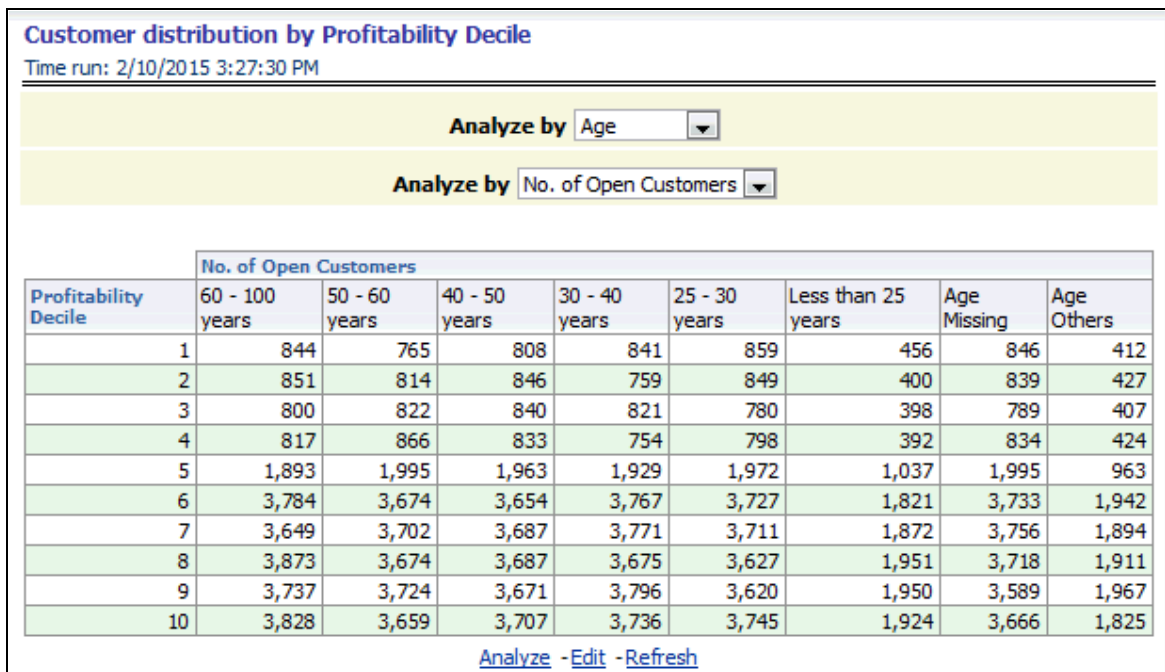 Customer distribution by Profitability Decile
Time run: 2/10/2015 3:27:30 PM
Analyze by Age
Analyze by No. of Open Customers
No. of Open Customers
Profitability Decile 60 - 100 years 50 - 60 years 40 - 50 years 30 - 40 years 25 - 30 years Less than 25 years Age Missing Age Others
1 844 765 808 841 859 456 846 412
2 851 814 846 759 849 400 839 427
3 800 822 840 821 780 398 789 407
4 817 866 833 754 798 392 834 424
5 1,893 1,995 1,963 1,929 1,972 1,037 1,995 963
6 3,784 3,674 3,654 3,767 3,727 1,821 3,733 1,942
7 3,649 3,702 3,687 3,771 3,711 1,872 3,756 1,894
8 3,873 3,674 3,687 3,675 3,627 1,951 3,718 1,911
9 3,737 3,724 3,671 3,796 3,620 1,950 3,589 1,967
10 3,828 3,659 3,707 3,736 3,745 1,924 3,666 1,825
Analyze - Edit - Refresh